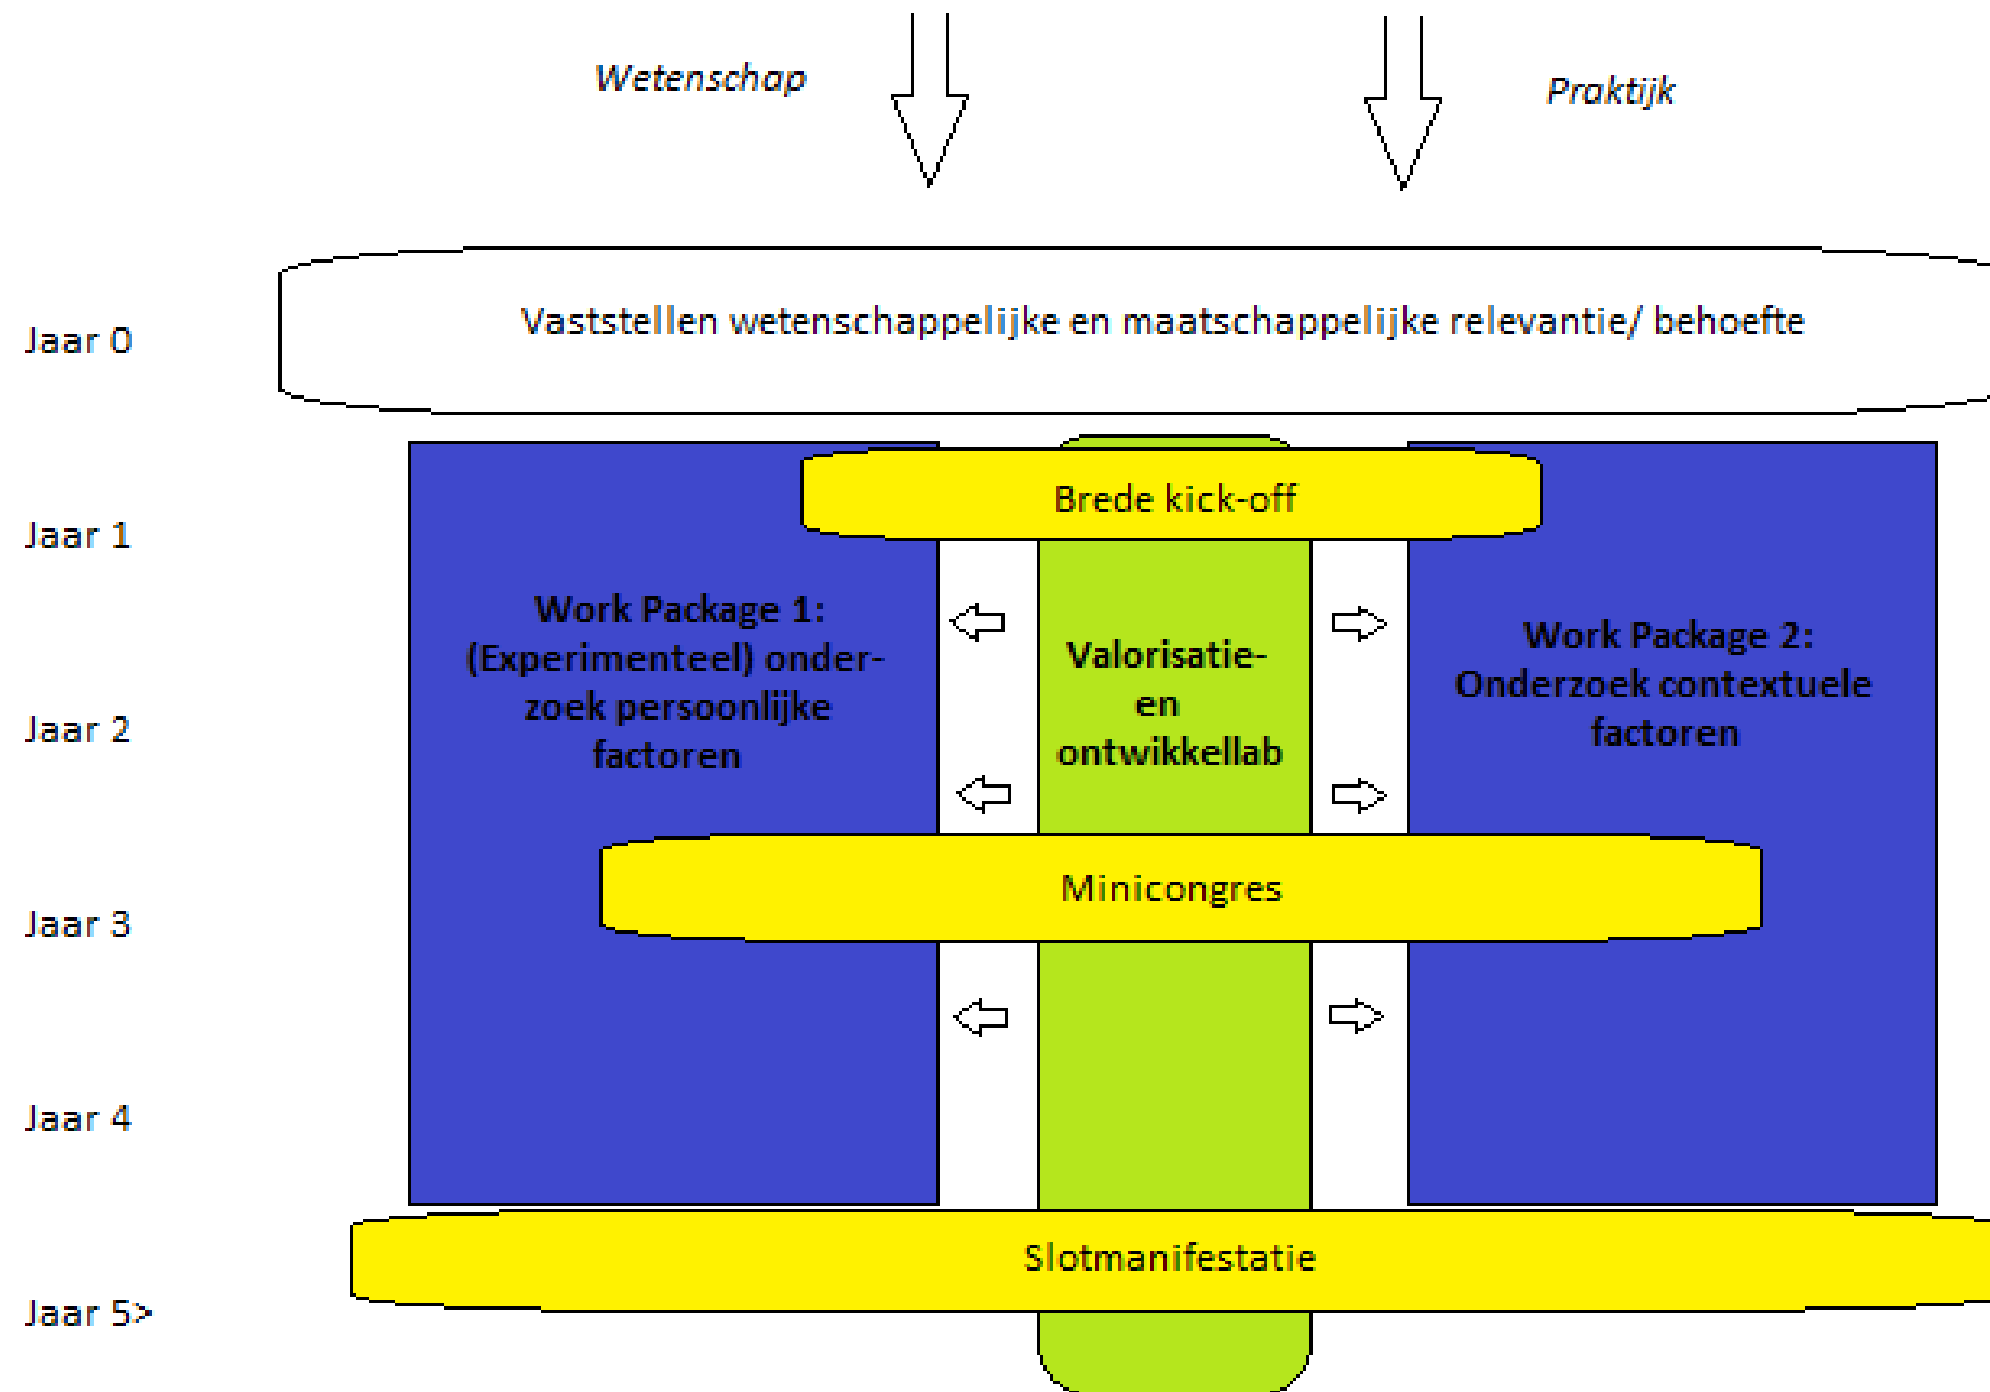 Wetenschap
Praktijk
Jaar 0
Vaststellen wetenschappelijke en maatschappelijke relevantie/ behoefte
Jaar 1
Brede kick-off
Work Package 1:
(Experimenteel) onder-
zoek persoonlijke
factoren
Valorisatie-
en
ontwikkellab
Work Package 2:
Onderzoek contextuele
factoren
Jaar 2
Jaar 3
Minicongres
Jaar 4
Slotmanifestatie
Jaar 5>